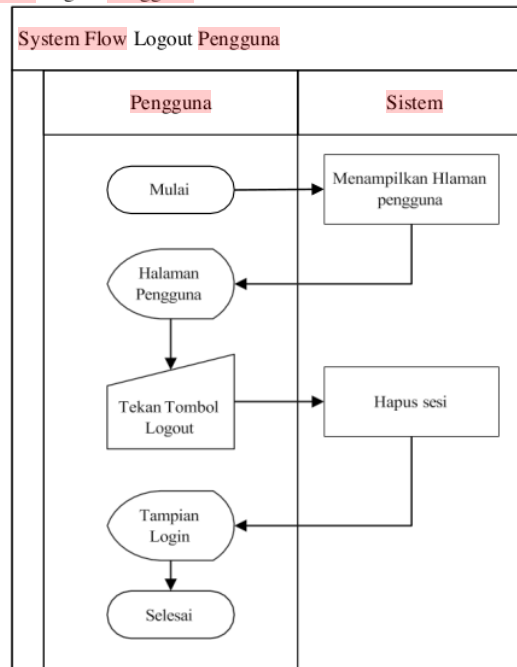 System Flow Logout Pengguna
Pengguna
Sistem
Mulai
Menampilkan Hlaman
pengguna
Halaman
Pengguna
Tekan Tombol
Logout
Hapus sesi
Tampian
Login
Selesai